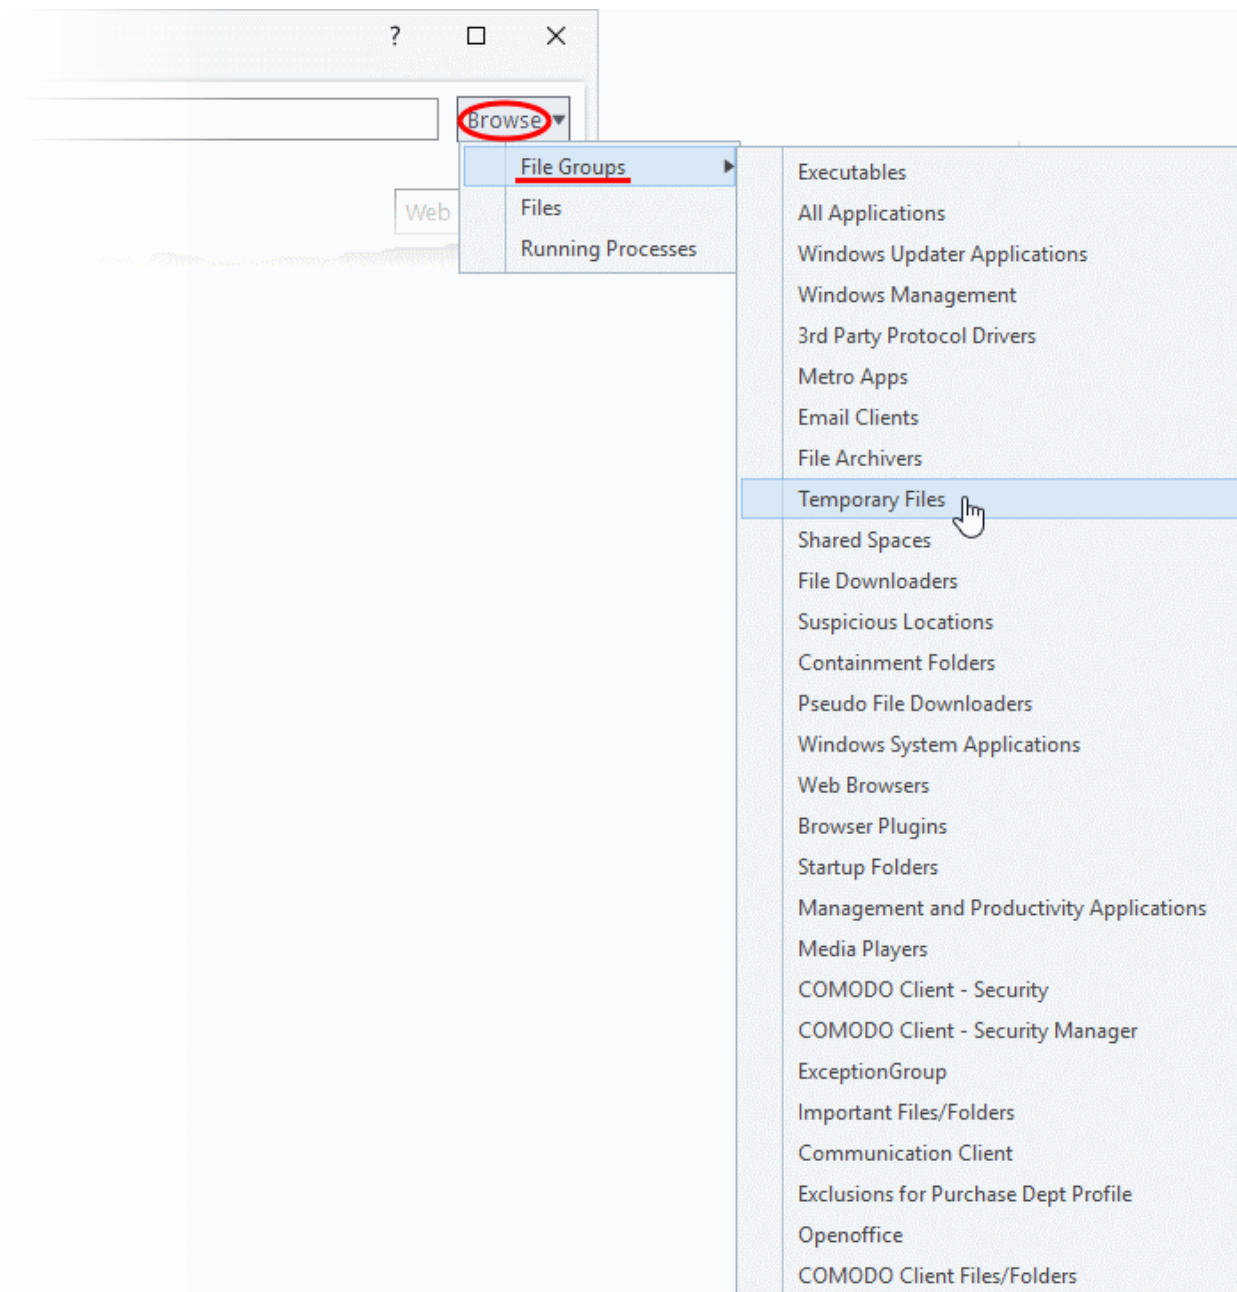 ?
Browse
File Groups
Files
Running Processes
Web
Executables
All Applications
Windows Updater Applications
Windows Management
3rd Party Protocol Drivers
Metro Apps
Email Clients
File Archivers
Temporary Files
Shared Spaces
File Downloaders
Suspicious Locations
Containment Folders
Pseudo File Downloaders
Windows System Applications
Web Browsers
Browser Plugins
Startup Folders
Management and Productivity Applications
Media Players
COMODO Client - Security
COMODO Client - Security Manager
ExceptionGroup
Important Files/Folders
Communication Client
Exclusions for Purchase Dept Profile
Openoffice
COMODO Client Files/Folders